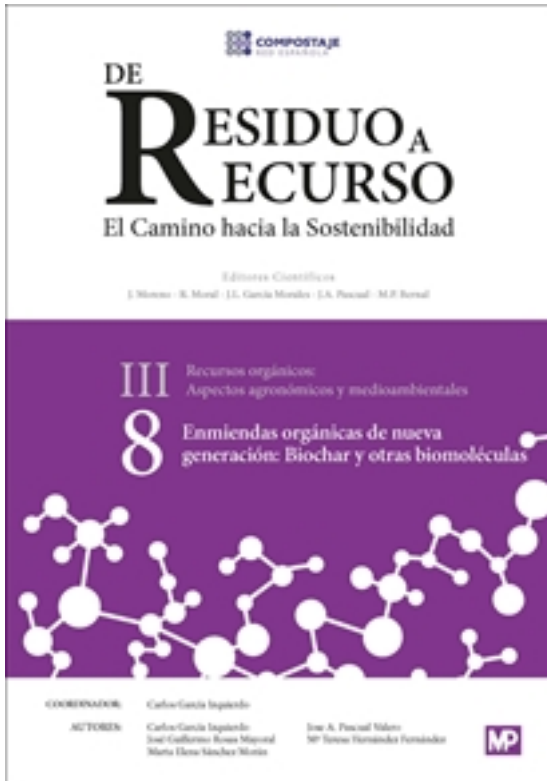 COMPOSTAJE
RED ESPAÑOLA
DE
RESIDUO A
RECURSO
El Camino hacia la Sostenibilidad
Editores Científicos
J. Moreno - R. Moral - J.L. García Morales - J.A. Pascual - M.P. Bernal
III Recursos orgánicos:
Aspectos agronómicos y medioambientales
8 Enmiendas orgánicas de nueva
generación: Biochar y otras biomoléculas
COORDINADOR: Carlos García Izquierdo
AUTORES: Carlos García Izquierdo Jose A. Pascual Valero
José Guillermo Rosas Mayoral Mª Teresa Hernández Fernández
Marta Elena Sánchez Morán
MP